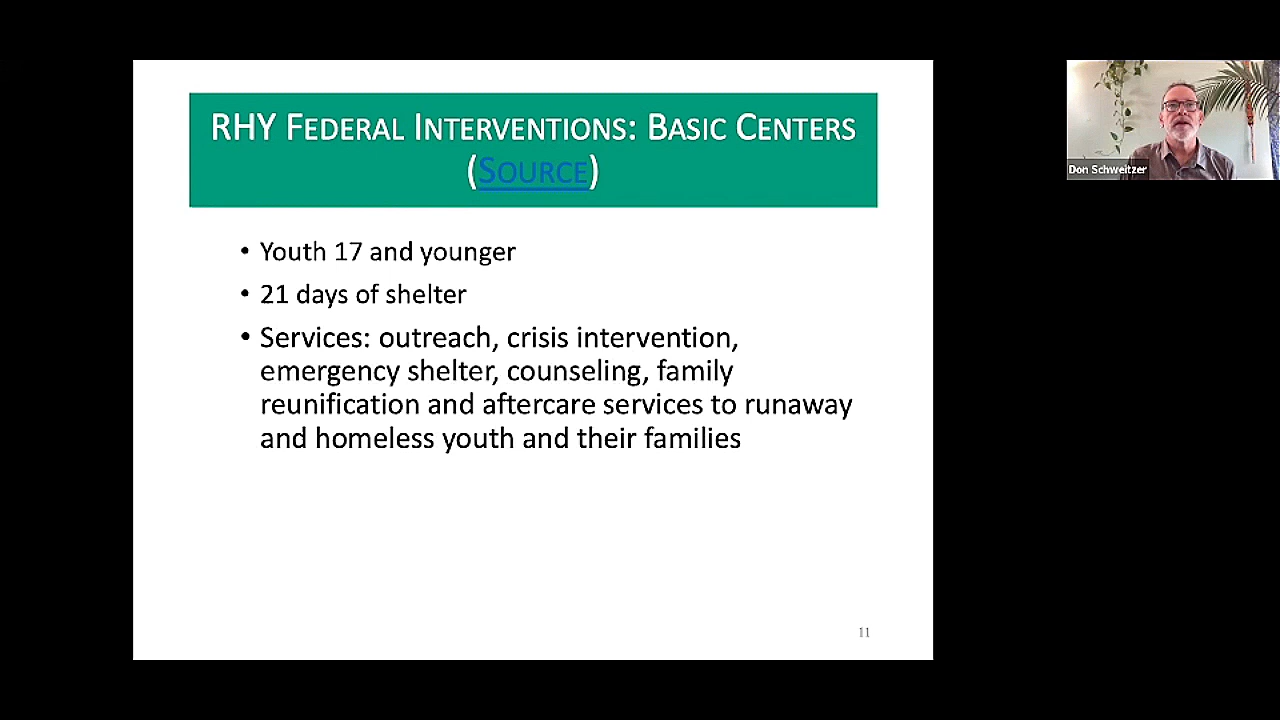 RHY FEDERAL INTERVENTIONS: BASIC CENTERS
(SOURCE)
• Youth 17 and younger
• 21 days of shelter
• Services: outreach, crisis intervention,
emergency shelter, counseling, family
reunification and aftercare services to runaway
and homeless youth and their families
11
Don Schweitzer